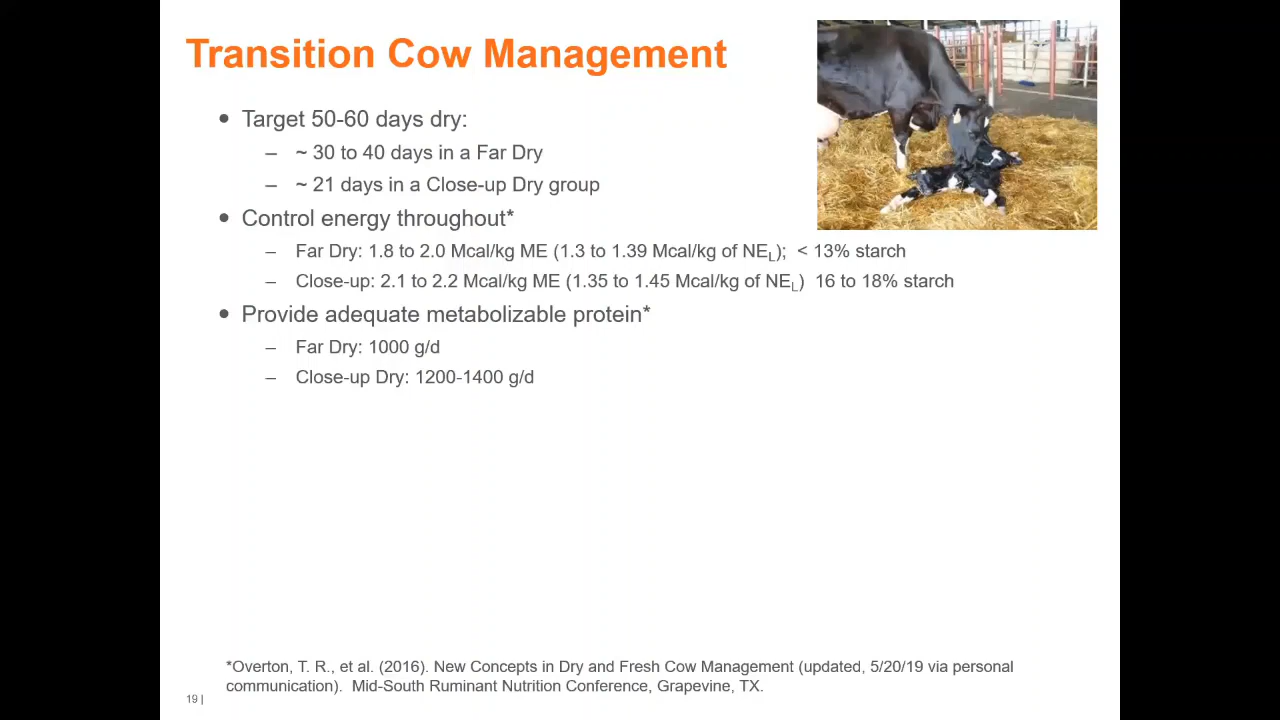 Transition Cow Management
• Target 50-60 days dry:
– ~ 30 to 40 days in a Far Dry
– ~ 21 days in a Close-up Dry group
• Control energy throughout*
– Far Dry: 1.8 to 2.0 Mcal/kg ME (1.3 to 1.39 Mcal/kg of NEL); < 13% starch
– Close-up: 2.1 to 2.2 Mcal/kg ME (1.35 to 1.45 Mcal/kg of NEL) 16 to 18% starch
• Provide adequate metabolizable protein*
– Far Dry: 1000 g/d
– Close-up Dry: 1200-1400 g/d
*Overton, T. R., et al. (2016). New Concepts in Dry and Fresh Cow Management (updated, 5/20/19 via personal
communication). Mid-South Ruminant Nutrition Conference, Grapevine, TX.
19 |